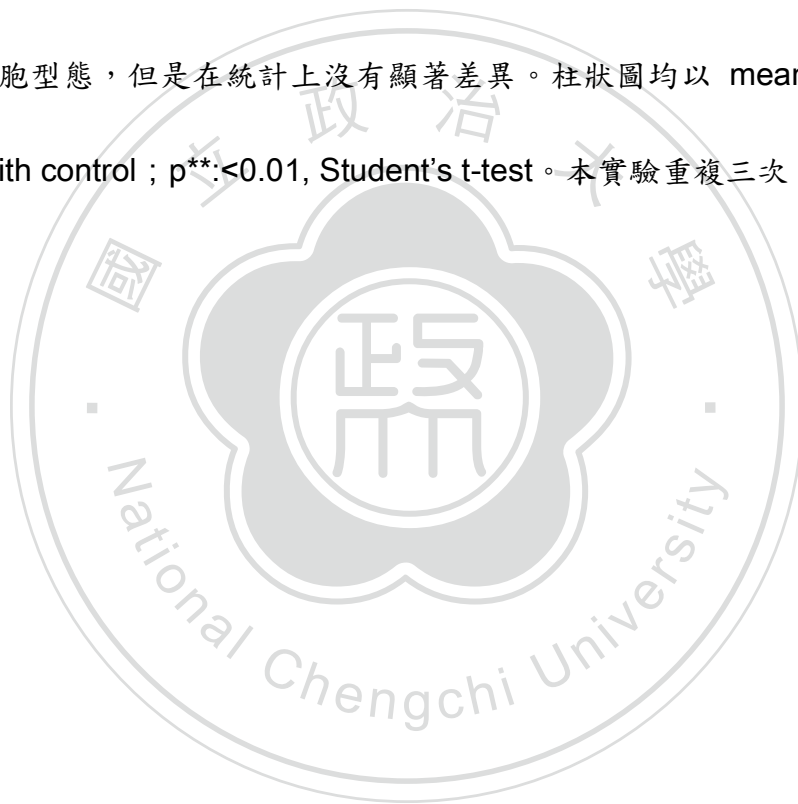 胞型態，但是在統計上沒有顯著差異。柱狀圖均以 mean
ith control；p**:<0.01, Student’s t-test。本實驗重複三次
國立政治大學
政
National Chengchi University